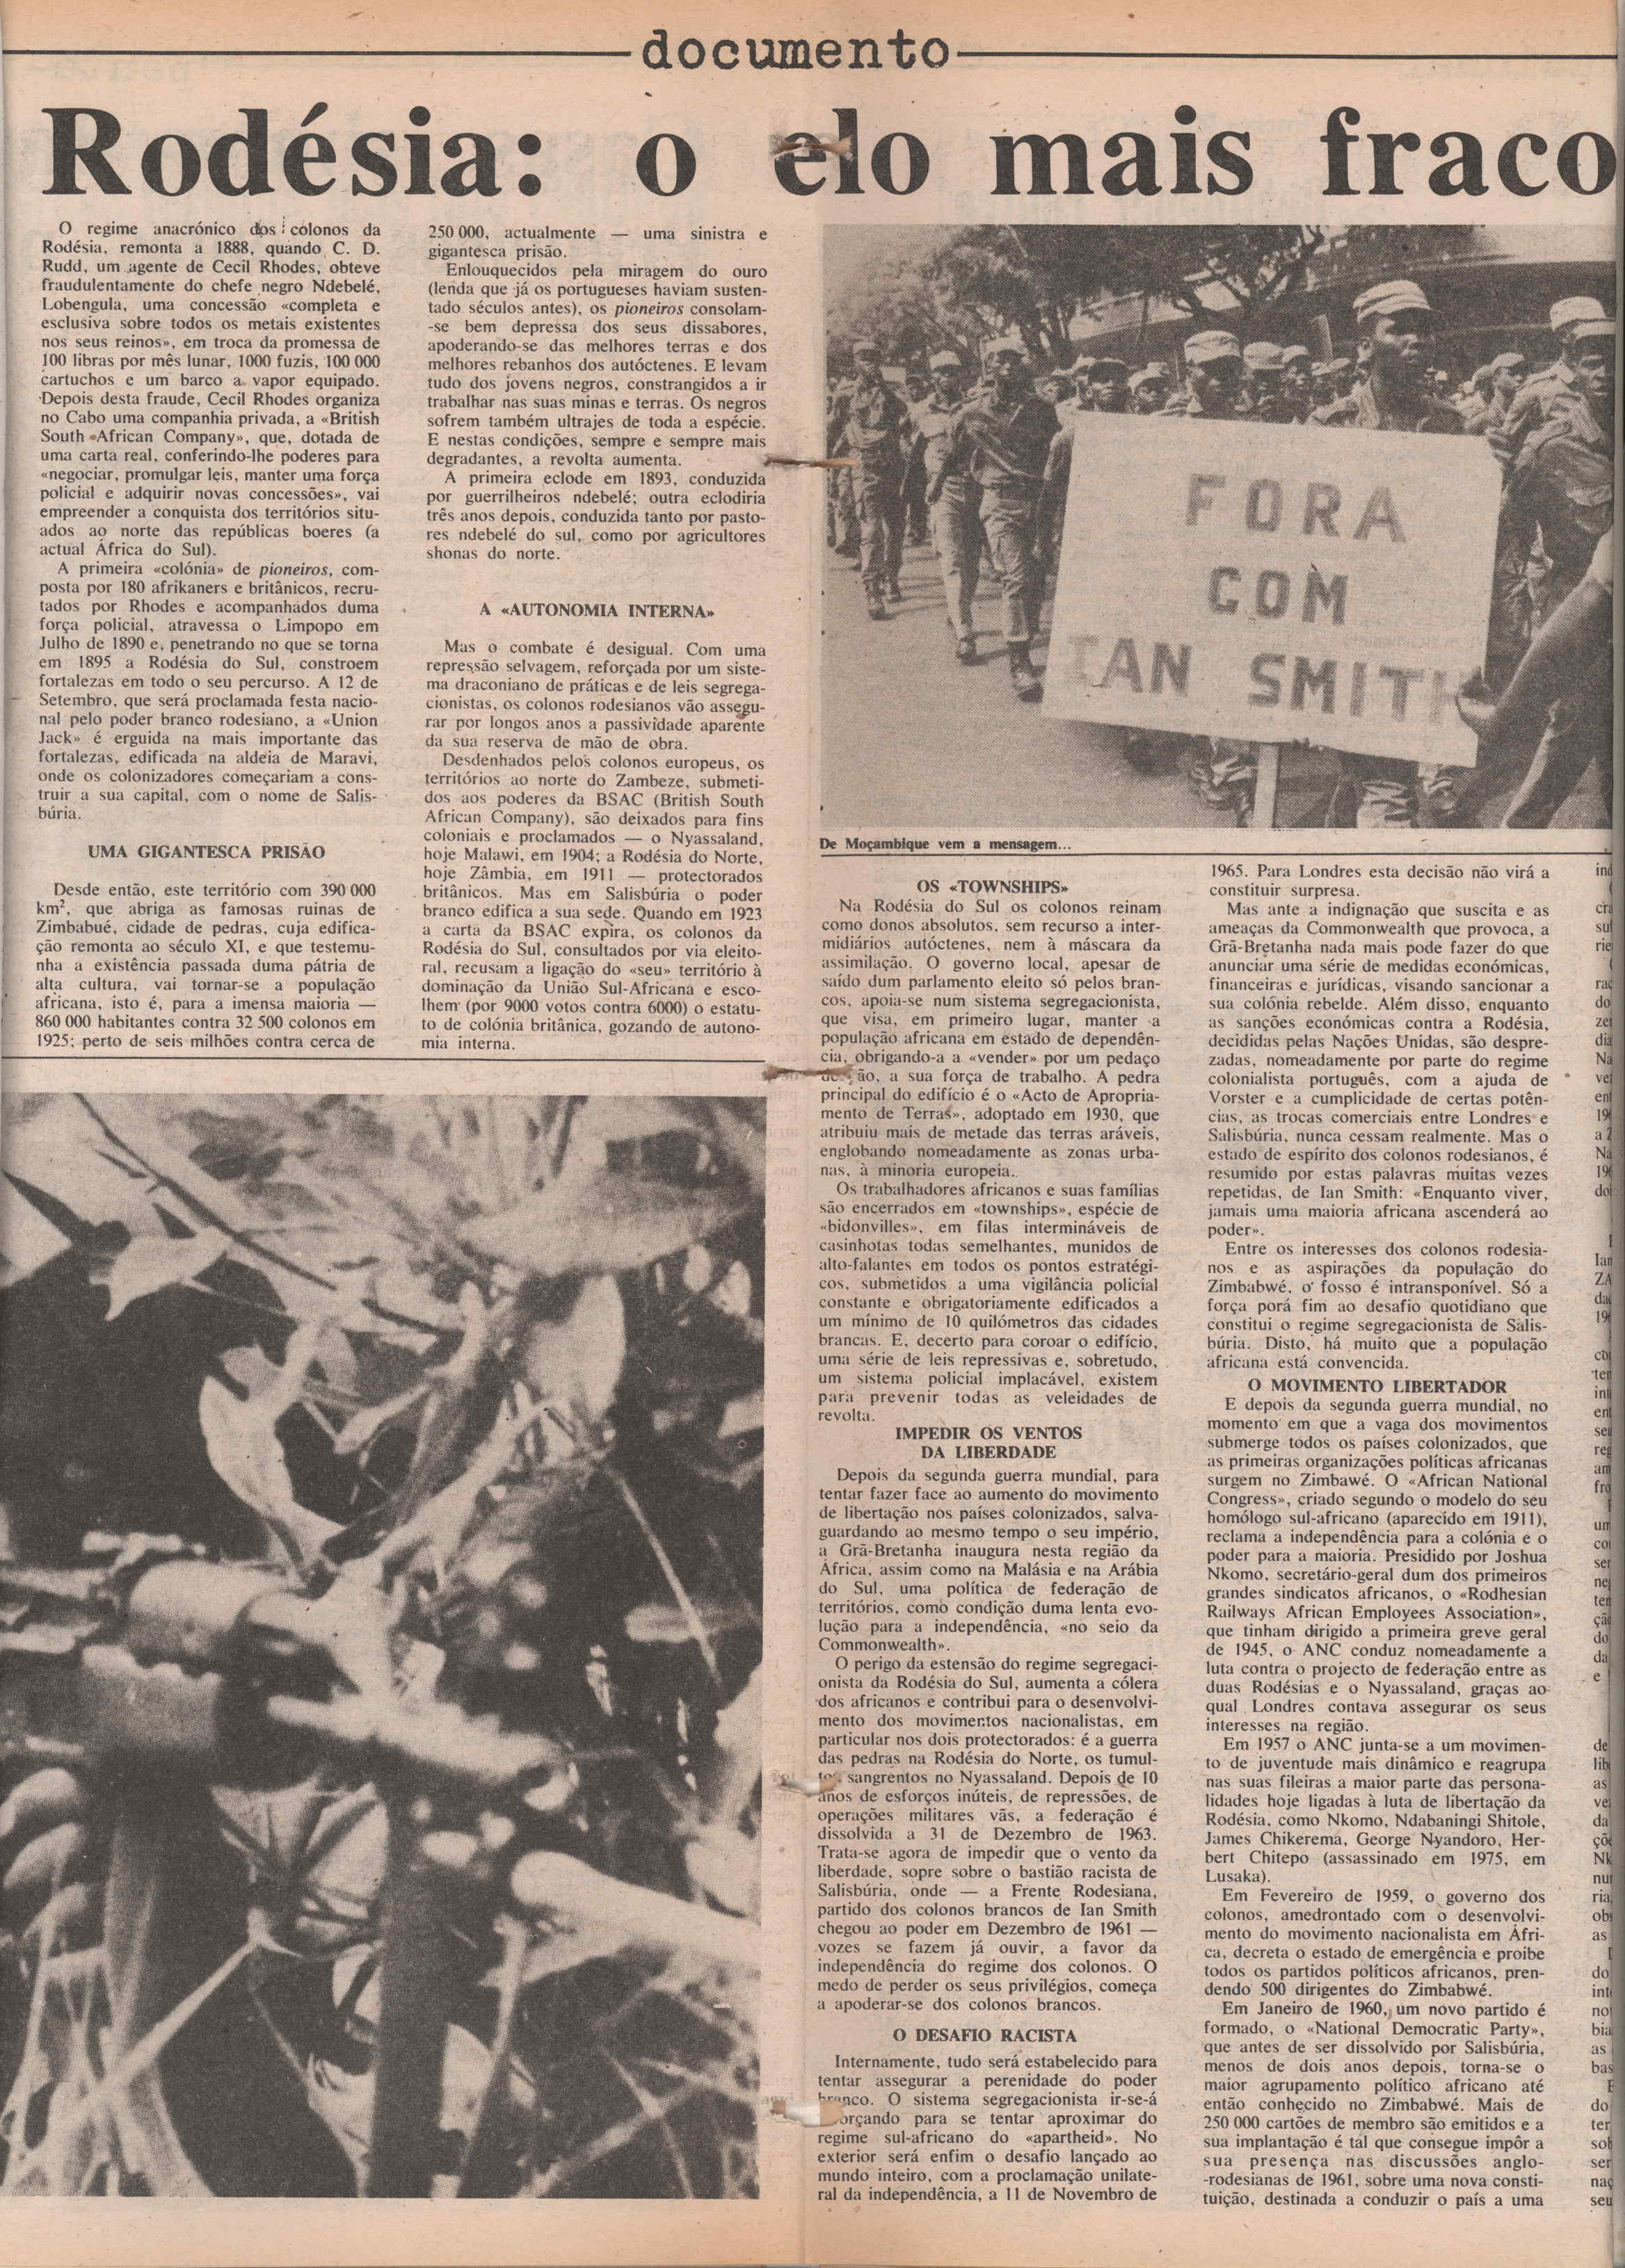 documento
Rodésia: o elo mais fraco
O regime anacrónico dos colonos da
Rodésia, remonta a 1888, quando C. D.
Rudd, um agente de Cecil Rhodes, obteve
fraudulentamente do chefe negro Ndebelé,
Lobengula, uma concessão «completa e
esclusiva sobre todos os metais existentes
nos seus reinos», em troca da promessa de
100 libras por mês lunar, 1000 fuzis, 100 000
cartuchos e um barco a vapor equipado.
Depois desta fraude, Cecil Rhodes organiza
no Cabo uma companhia privada, a «British
South African Company», que, dotada de
uma carta real, conferindo-lhe poderes para
«negociar, promulgar leis, manter uma força
policial e adquirir novas concessões», vai
empreender a conquista dos territórios situ-
ados ao norte das repúblicas boeres (a
actual África do Sul).
A primeira «colónia» de pioneiros, com-
posta por 180 afrikaners e britânicos, recru-
tados por Rhodes e acompanhados duma
força policial, atravessa o Limpopo em
Julho de 1890 e, penetrando no que se torna
em 1895 a Rodésia do Sul, constroem
fortalezas em todo o seu percurso. A 12 de
Setembro, que será proclamada festa nacio-
nal pelo poder branco rodesiano, a «Union
Jack» é erguida na mais importante das
fortalezas, edificada na aldeia de Maravi,
onde os colonizadores começariam a cons-
truir a sua capital, com o nome de Salis-
búria.
UMA GIGANTESCA PRISÃO
Desde então, este território com 390 000
km², que abriga as famosas ruinas de
Zimbabué, cidade de pedras, cuja edifica-
ção remonta ao século XI, e que testemu-
nha a existência passada duma pátria de
alta cultura, vai tornar-se a população
africana, isto é, para a imensa maioria —
860 000 habitantes contra 32 500 colonos em
1925; perto de seis milhões contra cerca de
250 000, actualmente — uma sinistra e
gigantesca prisão.
Enlouquecidos pela miragem do ouro
(lenda que já os portugueses haviam susten-
tado séculos antes), os pioneiros consolam-
-se bem depressa dos seus dissabores,
apoderando-se das melhores terras e dos
melhores rebanhos dos autóctenes. E levam
tudo dos jovens negros, constrangidos a ir
trabalhar nas suas minas e terras. Os negros
sofrem também ultrajes de toda a espécie.
E nestas condições, sempre e sempre mais
degradantes, a revolta aumenta.
A primeira eclode em 1893, conduzida
por guerrilheiros ndebelé; outra eclodiria
três anos depois, conduzida tanto por pasto-
res ndebelé do sul, como por agricultores
shonas do norte.
A «AUTONOMIA INTERNA»
Mas o combate é desigual. Com uma
repressão selvagem, reforçada por um siste-
ma draconiano de práticas e de leis segrega-
cionistas, os colonos rodesianos vão assegu-
rar por longos anos a passividade aparente
da sua reserva de mão de obra.
Desdenhados pelos colonos europeus, os
territórios ao norte do Zambeze, submeti-
dos aos poderes da BSAC (British South
African Company), são deixados para fins
coloniais e proclamados — o Nyassaland,
hoje Malawi, em 1904; a Rodésia do Norte,
hoje Zâmbia, em 1911 — protectorados
britânicos. Mas em Salisbúria o poder
branco edifica a sua sede. Quando em 1923
a carta da BSAC expira, os colonos da
Rodésia do Sul, consultados por via eleito-
ral, recusam a ligação do «seu» território à
dominação da União Sul-Africana e esco-
lhem (por 9000 votos contra 6000) o estatu-
to de colónia britânica, gozando de autono-
mia interna.
FORA
COM
IAN SMITH
De Moçambique vem a mensagem...
OS «TOWNSHIPS»
Na Rodésia do Sul os colonos reinam
como donos absolutos, sem recurso a inter-
midiários autóctenes, nem à máscara da
assimilação. O governo local, apesar de
saído dum parlamento eleito só pelos bran-
cos, apoia-se num sistema segregacionista,
que visa, em primeiro lugar, manter a
população africana em estado de dependên-
cia, obrigando-a a «vender» por um pedaço
ão, a sua força de trabalho. A pedra
principal do edifício é o «Acto de Apropria-
mento de Terras», adoptado em 1930, que
atribuiu mais de metade das terras aráveis,
englobando nomeadamente as zonas urba-
nas, à minoria europeia.
Os trabalhadores africanos e suas famílias
são encerrados em «townships», espécie de
«bidonvilles», em filas intermináveis de
casinhotas todas semelhantes, munidos de
alto-falantes em todos os pontos estratégi-
cos, submetidos a uma vigilância policial
constante e obrigatoriamente edificados a
um mínimo de 10 quilómetros das cidades
brancas. E, decerto para coroar o edifício,
uma série de leis repressivas e, sobretudo,
um sistema policial implacável, existem
para prevenir todas as veleidades de
revolta.
IMPEDIR OS VENTOS
DA LIBERDADE
Depois da segunda guerra mundial, para
tentar fazer face ao aumento do movimento
de libertação nos países colonizados, salva-
guardando ao mesmo tempo o seu império,
a Grã-Bretanha inaugura nesta região da
África, assim como na Malásia e na Arábia
do Sul, uma política de federação de
territórios, como condição duma lenta evo-
lução para a independência, «no seio da
Commonwealth».
O perigo da estensão do regime segregaci-
onista da Rodésia do Sul, aumenta a cólera
dos africanos e contribui para o desenvolvi-
mento dos movimentos nacionalistas, em
particular nos dois protectorados: é a guerra
das pedras na Rodésia do Norte, os tumul-
tos sangrentos no Nyassaland. Depois de 10
anos de esforços inúteis, de repressões, de
operações militares vãs, a federação é
dissolvida a 31 de Dezembro de 1963.
Trata-se agora de impedir que o vento da
liberdade, sopre sobre o bastião racista de
Salisbúria, onde — a Frente Rodesiana,
partido dos colonos brancos de Ian Smith
chegou ao poder em Dezembro de 1961 —
vozes se fazem já ouvir, a favor da
independência do regime dos colonos. O
medo de perder os seus privilégios, começa
a apoderar-se dos colonos brancos.
O DESAFIO RACISTA
Internamente, tudo será estabelecido para
tentar assegurar a perenidade do poder
branco. O sistema segregacionista ir-se-á
orçando para se tentar aproximar do
regime sul-africano do «apartheid». No
exterior será enfim o desafio lançado ao
mundo inteiro, com a proclamação unilate-
ral da independência, a 11 de Novembro de
1965. Para Londres esta decisão não virá a
constituir surpresa.
Mas ante a indignação que suscita e as
ameaças da Commonwealth que provoca, a
Grã-Bretanha nada mais pode fazer do que
anunciar uma série de medidas económicas,
financeiras e jurídicas, visando sancionar a
sua colónia rebelde. Além disso, enquanto
as sanções económicas contra a Rodésia,
decididas pelas Nações Unidas, são despre-
zadas, nomeadamente por parte do regime
colonialista português, com a ajuda de
Vorster e a cumplicidade de certas potên-
cias, as trocas comerciais entre Londres e
Salisbúria, nunca cessam realmente. Mas o
estado de espírito dos colonos rodesianos, é
resumido por estas palavras muitas vezes
repetidas, de Ian Smith: «Enquanto viver,
jamais uma maioria africana ascenderá ao
poder».
Entre os interesses dos colonos rodesia-
nos e as aspirações da população do
Zimbabwé, o fosso é intransponível. Só a
força porá fim ao desafio quotidiano que
constitui o regime segregacionista de Salis-
búria. Disto, há muito que a população
africana está convencida.
O MOVIMENTO LIBERTADOR
E depois da segunda guerra mundial, no
momento em que a vaga dos movimentos
submerge todos os países colonizados, que
as primeiras organizações políticas africanas
surgem no Zimbawé. O «African National
Congress», criado segundo o modelo do seu
homólogo sul-africano (aparecido em 1911),
reclama a independência para a colónia e o
poder para a maioria. Presidido por Joshua
Nkomo, secretário-geral dum dos primeiros
grandes sindicatos africanos, o «Rodhesian
Railways African Employees Association»,
que tinham dirigido a primeira greve geral
de 1945, o ANC conduz nomeadamente a
luta contra o projecto de federação entre as
duas Rodésias e o Nyassaland, graças ao
qual Londres contava assegurar os seus
interesses na região.
Em 1957 o ANC junta-se a um movimen-
to de juventude mais dinâmico e reagrupa
nas suas fileiras a maior parte das persona-
lidades hoje ligadas à luta de libertação da
Rodésia, como Nkomo, Ndabaningi Shitole,
James Chikerema, George Nyandoro, Her-
bert Chitepo (assassinado em 1975, em
Lusaka).
Em Fevereiro de 1959, o governo dos
colonos, amedrontado com o desenvolvi-
mento do movimento nacionalista em Áfri-
ca, decreta o estado de emergência e proibe
todos os partidos políticos africanos, pren-
dendo 500 dirigentes do Zimbabwé.
Em Janeiro de 1960, um novo partido é
formado, o «National Democratic Party»,
que antes de ser dissolvido por Salisbúria,
menos de dois anos depois, torna-se o
maior agrupamento político africano até
então conhecido no Zimbabwé. Mais de
250 000 cartões de membro são emitidos e a
sua implantação é tal que consegue impôr a
sua presença nas discussões anglo-
-rodesianas de 1961, sobre uma nova consti-
tuição, destinada a conduzir o país a uma